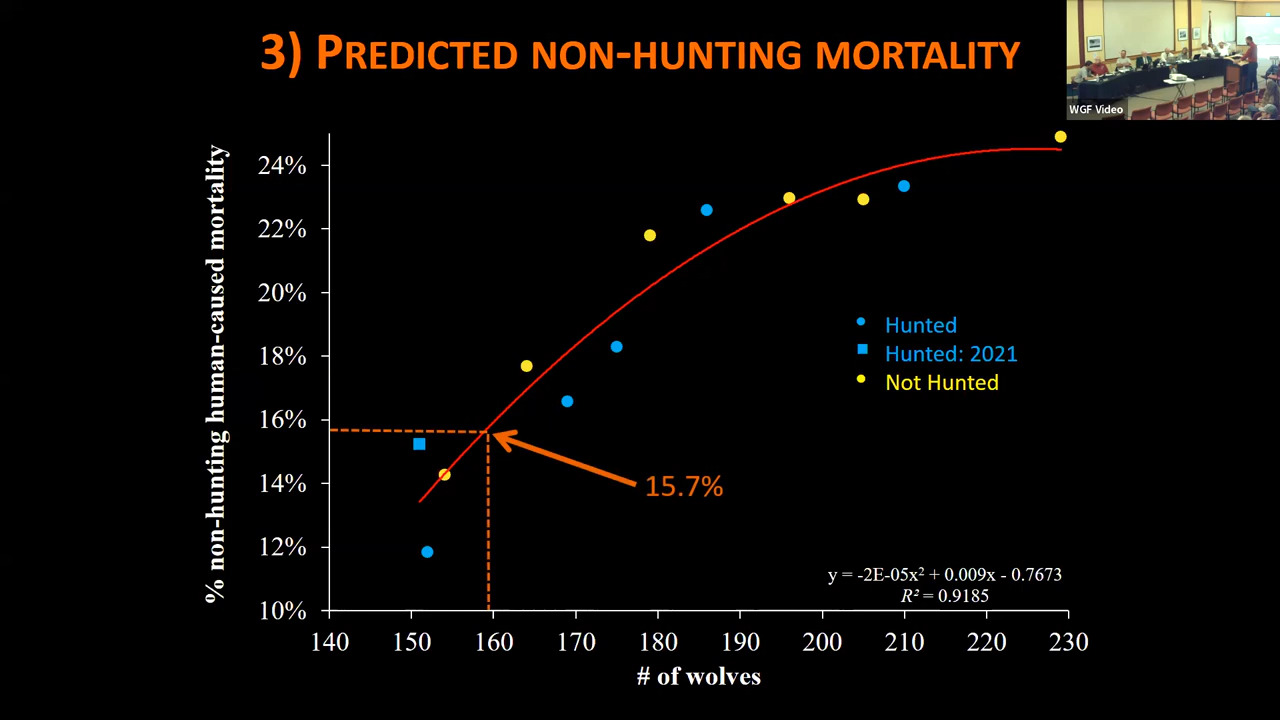 3) PREDICTED NON-HUNTING MORTALITY
WGF Video
% non-hunting human-caused mortality
24%
22%
20%
18%
16%
14%
12%
10%
Hunted
Hunted: 2021
Not Hunted
15.7%
y = -2E-05x² + 0.009x - 0.7673
R² = 0.9185
140 150 160 170 180 190 200 210 220 230
# of wolves